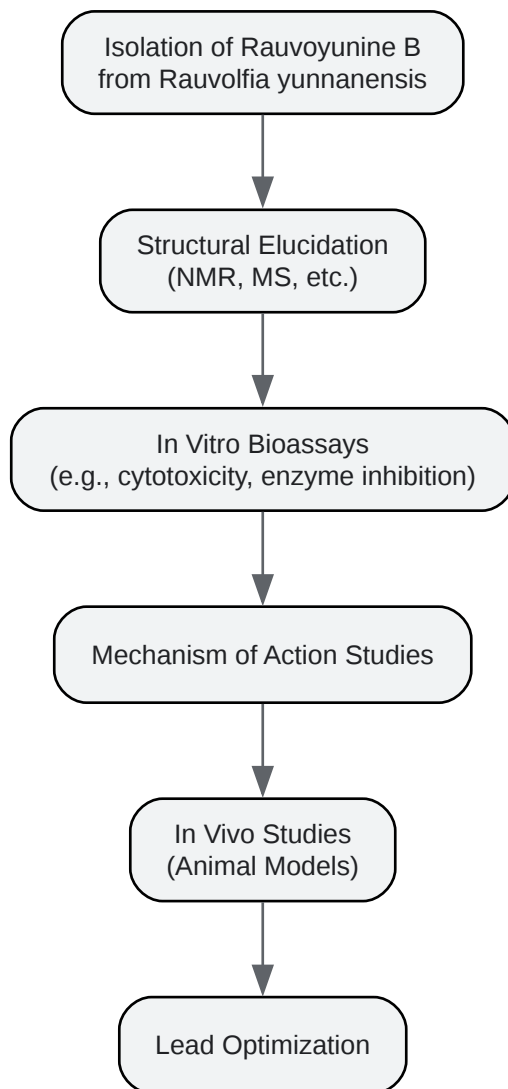 Isolation of Rauvoyunine B
from Rauvolfia yunnanensis
Structural Elucidation
(NMR, MS, etc.)
In Vitro Bioassays
(e.g., cytotoxicity, enzyme inhibition)
Mechanism of Action Studies
In Vivo Studies
(Animal Models)
Lead Optimization